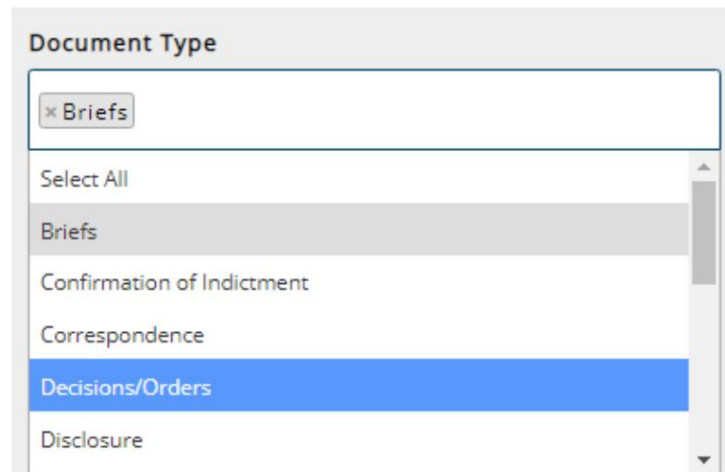 Document Type
× Briefs
Select All
Briefs
Confirmation of Indictment
Correspondence
Decisions/Orders
Disclosure